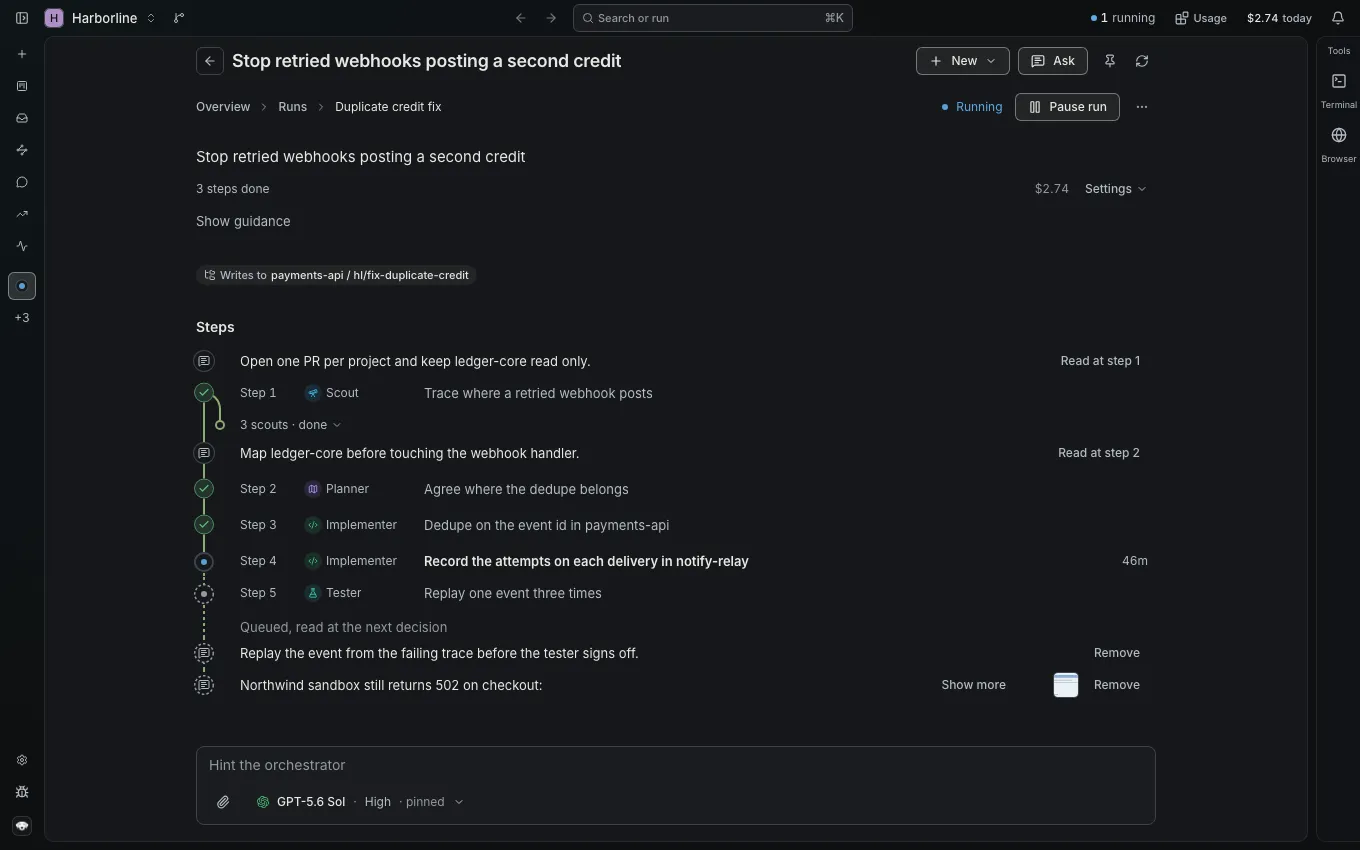 H Harborline
Search or run ⌘K
1 running
Usage
$2.74 today
Stop retried webhooks posting a second credit
New
Ask
Tools
Terminal
Browser
Overview > Runs > Duplicate credit fix
Running
Pause run
Stop retried webhooks posting a second credit
3 steps done
$2.74
Settings
Show guidance
Writes to payments-api / hl/fix-duplicate-credit
+3
Steps
Open one PR per project and keep ledger-core read only. Read at step 1
Step 1 Scout Trace where a retried webhook posts
3 scouts · done
Map ledger-core before touching the webhook handler. Read at step 2
Step 2 Planner Agree where the dedupe belongs
Step 3 Implementer Dedupe on the event id in payments-api
Step 4 Implementer Record the attempts on each delivery in notify-relay 46m
Step 5 Tester Replay one event three times
Queued, read at the next decision
Replay the event from the failing trace before the tester signs off. Remove
Northwind sandbox still returns 502 on checkout: Show more Remove
Hint the orchestrator
GPT-5.6 Sol · High · pinned